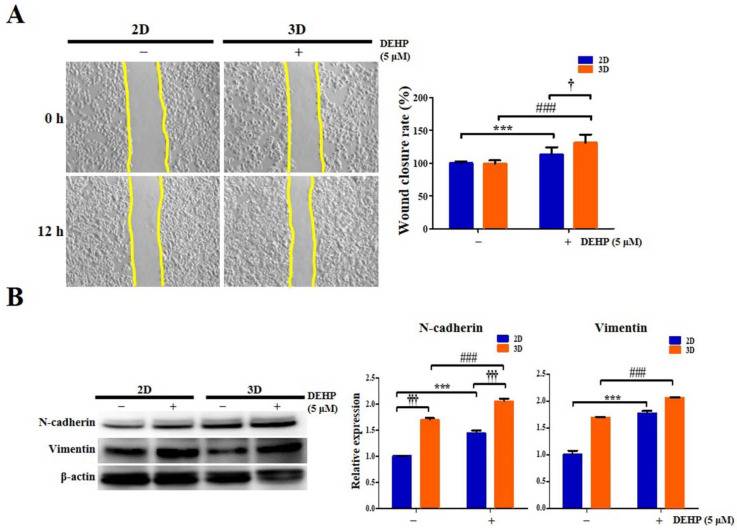 A
2D
3D
DEHP
(5 μM)
–
+
0 h
12 h
2D
3D
†
###
***
Wound closure rate (%)
200
150
100
50
0
–
+
DEHP (5 μM)
B
2D
3D
DEHP
(5 μM)
–
+
–
+
N-cadherin
Vimentin
β-actin
N-cadherin
2D
3D
###
***
†††
†††
Relative expression
2.5
2.0
1.5
1.0
0.5
0.0
–
+
Vimentin
2D
3D
###
***
2.5
2.0
1.5
1.0
0.5
0.0
–
+
DEHP (5 μM)